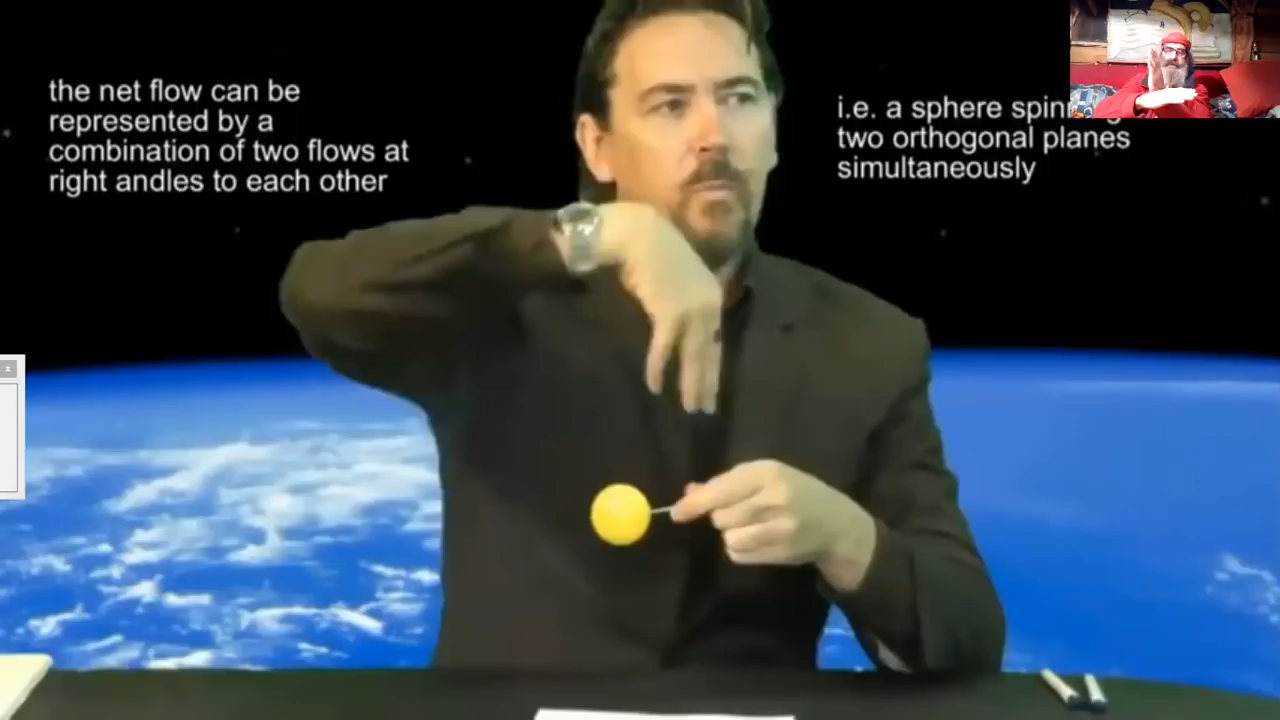 the net flow can be
represented by a
combination of two flows at
right andles to each other
i.e. a sphere
two orthogonal planes
simultaneously
x